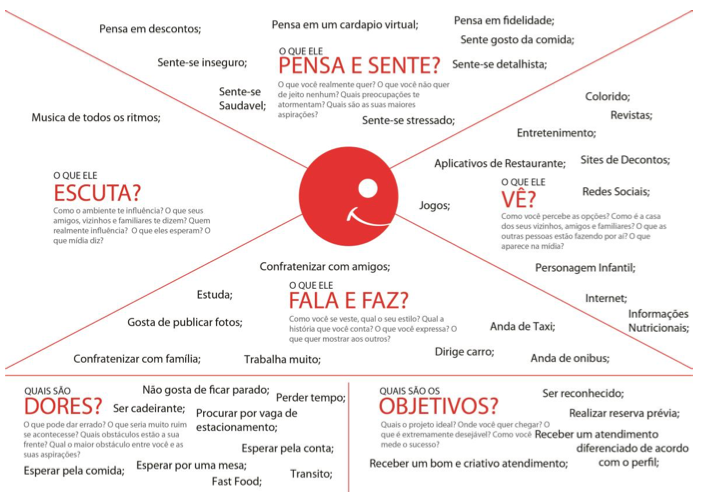 Pensa em descontos;
Pensa em um cardapio virtual;
Pensa em fidelidade;
Sente gosto da comida;
Sente-se inseguro;
O QUE ELE
PENSA E SENTE?
Sente-se detalhista;
O que você realmente quer? O que você não quer
de jeito nenhum? Quais preocupações te
atormentam? Quais são as suas maiores
aspirações?
Sente-se
Saudavel;
Sente-se stressado;
Musica de todos os ritmos;
O QUE ELE
ESCUTA?
Como o ambiente te influência? O que seus
amigos, vizinhos e familiares te dizem? Quem
realmente influência? O que eles esperam? O
que mídia diz?
Colorido;
Revistas;
Entretenimento;
Aplicativos de Restaurante;
Sites de Decontos;
O QUE ELE
VÊ?
Redes Sociais;
Jogos;
Como você percebe as opções? Como é a casa
dos seus vizinhos, amigos e familiares? O que as
outras pessoas estão fazendo por aí? O que
aparece na mídia?
Personagem Infantil;
Internet;
Informações
Nutricionais;
Confratenizar com amigos;
O QUE ELE
FALA E FAZ?
Como você se veste, qual o seu estilo? Qual a
história que você conta? O que você expressa? O
que quer mostrar aos outros?
Estuda;
Gosta de publicar fotos;
Anda de Taxi;
Confratenizar com família;
Trabalha muito;
Dirige carro;
Anda de onibus;
QUAIS SÃO
DORES?
O que pode dar errado? O que seria muito ruim
se acontecesse? Quais obstáculos estão a sua
frente? Qual o maior obstáculo entre você e as
suas aspirações?
Não gosta de ficar parado;
Perder tempo;
Ser cadeirante;
Procurar por vaga de
estacionamento;
Esperar pela conta;
Esperar pela comida;
Esperar por uma mesa;
Fast Food;
Transito;
QUAIS SÃO OS
OBJETIVOS?
Quais o projeto ideal? Onde você quer chegar? O
que é extremamente desejável? Como você
mede o sucesso?
Ser reconhecido;
Realizar reserva prévia;
Receber um atendimento
diferenciado de acordo
com o perfil;
Receber um bom e criativo atendimento;